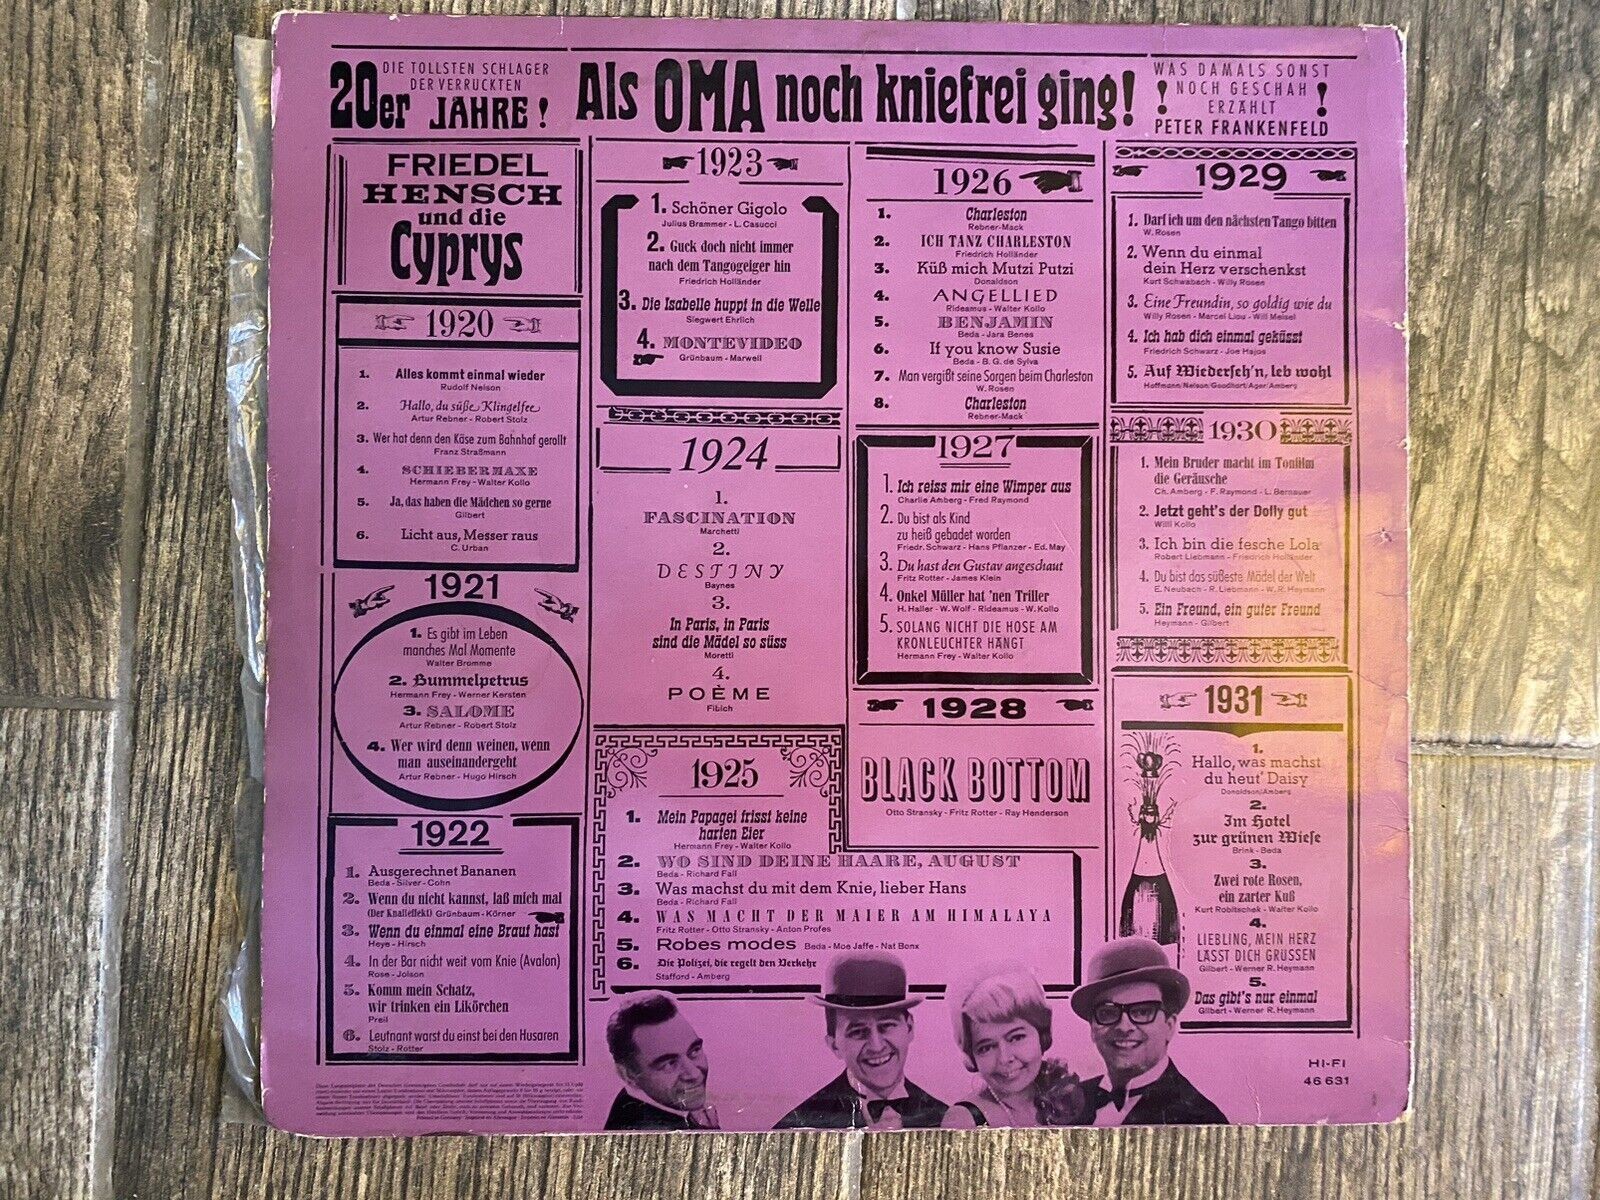 20er
DIE TOLLSTEN SCHLAGER
DER VERRÜCKTEN
JAHRE!
Als OMA noch kniefrei ging!
WAS DAMALS SONST
! NOCH GESCHAH !
ERZÄHLT
PETER FRANKENFELD
FRIEDEL
HENSCH
und die
Cyprys
1920
1. Alles kommt einmal wieder
Rudolf Nelson
2. Hallo, du süße Klingelfee
Artur Rebner - Robert Stolz
3. Wer hat denn den Käse zum Bahnhof gerollt
Franz Straßmann
4. SCHIEBERMAXE
Hermann Frey - Walter Kollo
5. Ja, das haben die Mädchen so gerne
Gilbert
6. Licht aus, Messer raus
C. Urban
1921
1. Es gibt im Leben
manches Mal Momente
Walter Bromme
2. Bummelpetrus
Hermann Frey - Werner Kersten
3. SALOME
Artur Rebner - Robert Stolz
4. Wer wird denn weinen, wenn
man auseinandergeht
Artur Rebner - Hugo Hirsch
1922
1. Ausgerechnet Bananen
Beda - Silver - Cohn
2. Wenn du nicht kannst, laß mich mal
(Der Knalleffekt) Grünbaum - Körner
3. Wenn du einmal eine Braut hast
Heye - Hirsch
4. In der Bar nicht weit vom Knie (Avalon)
Rose - Jolson
5. Komm mein Schatz,
wir trinken ein Likörchen
Preil
6. Leutnant warst du einst bei den Husaren
Stolz - Rotter
1923
1. Schöner Gigolo
Julius Brammer - L. Casucci
2. Guck doch nicht immer
nach dem Tangogeiger hin
Friedrich Holländer
3. Die Isabelle huppt in die Welle
Siegwert Ehrlich
4. MONTEVIDEO
Grünbaum - Marwell
1924
1.
FASCINATION
Marchetti
2.
DESTINY
Baynes
3.
In Paris, in Paris
sind die Mädel so süss
Moretti
4.
POÈME
Fibich
1925
1. Mein Papagei frisst keine
harten Eier
Hermann Frey - Walter Kollo
2. WO SIND DEINE HAARE, AUGUST
Beda - Richard Fall
3. Was machst du mit dem Knie, lieber Hans
Beda - Richard Fall
4. WAS MACHT DER MAIER AM HIMALAYA
Fritz Rotter - Otto Stransky - Anton Profes
5. Robes modes Beda - Moe Jaffe - Nat Bonx
6. Die Polizei, die regelt den Verkehr
Stafford - Amberg
1926
1. Charleston
Rebner-Mack
2. ICH TANZ CHARLESTON
Friedrich Holländer
3. Küß mich Mutzi Putzi
Donaldson
4. ANGELLIED
Rideamus - Walter Kollo
5. BENJAMIN
Beda - Jara Benes
6. If you know Susie
Beda - B. G. de Sylva
7. Man vergißt seine Sorgen beim Charleston
W. Rosen
8. Charleston
Rebner-Mack
1927
1. Ich reiss mir eine Wimper aus
Charlie Amberg - Fred Raymond
2. Du bist als Kind
zu heiß gebadet worden
Friedr. Schwarz - Hans Pflanzer - Ed. May
3. Du hast den Gustav angeschaut
Fritz Rotter - James Klein
4. Onkel Müller hat 'nen Triller
H. Haller - W. Wolf - Rideamus - W. Kollo
5. SOLANG NICHT DIE HOSE AM
KRONLEUCHTER HÄNGT
Hermann Frey - Walter Kollo
1928
BLACK BOTTOM
Otto Stransky - Fritz Rotter - Ray Henderson
1929
1. Darf ich um den nächsten Tango bitten
W. Rosen
2. Wenn du einmal
dein Herz verschenkst
Kurt Schwabach - Willy Rosen
3. Eine Freundin, so goldig wie du
Willy Rosen - Marcel Lion - Will Meisel
4. Ich hab dich einmal geküsst
Friedrich Schwarz - Joe Hajos
5. Auf Wiederseh'n, leb wohl
Hoffmann/Nelson/Goodhart/Ager/Amberg
1930
1. Mein Bruder macht im Tonfilm
die Geräusche
Ch. Amberg - F. Raymond - L. Bernauer
2. Jetzt geht's der Dolly gut
Willi Kollo
3. Ich bin die fesche Lola
Robert Liebmann - Friedrich Holländer
4. Du bist das süßeste Mädel der Welt
E. Neubach - R. Liebmann - W. R. Heymann
5. Ein Freund, ein guter Freund
Heymann - Gilbert
1931
1.
Hallo, was machst
du heut' Daisy
Donaldson/Amberg
2.
Im Hotel
zur grünen Wiese
Brink - Beda
3.
Zwei rote Rosen,
ein zarter Kuß
Kurt Robitschek - Walter Kollo
4.
LIEBLING, MEIN HERZ
LÄSST DICH GRÜSSEN
Gilbert - Werner R. Heymann
5.
Das gibt's nur einmal
Gilbert - Werner R. Heymann
HI-FI
46 631